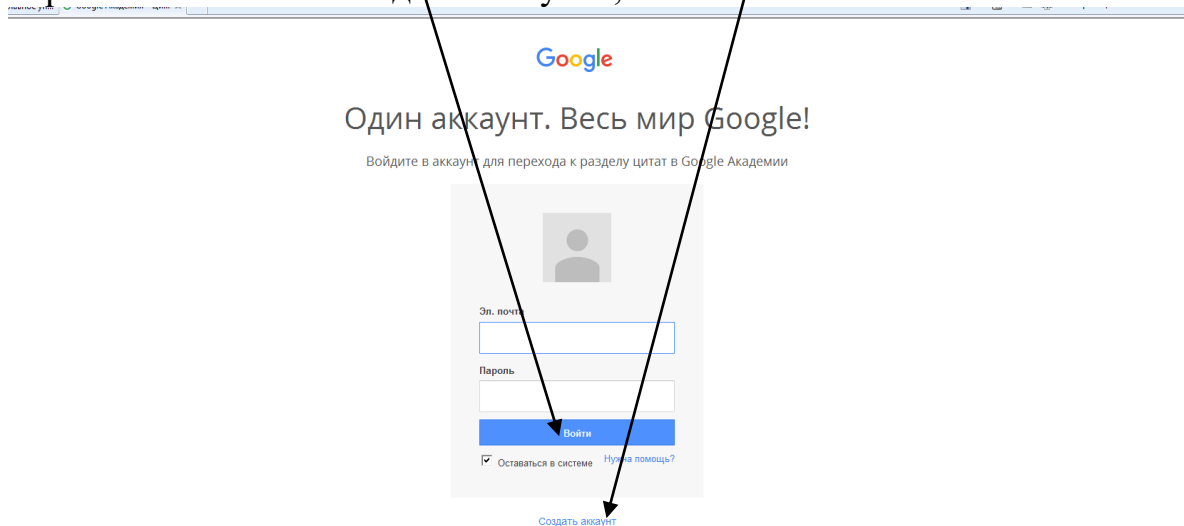 Google
Один аккаунт. Весь мир Google!
Войдите в аккаунт для перехода к разделу цитат в Google Академии
Эл. почта
Пароль
Войти
Оставаться в системе Нужна помощь?
Создать аккаунт